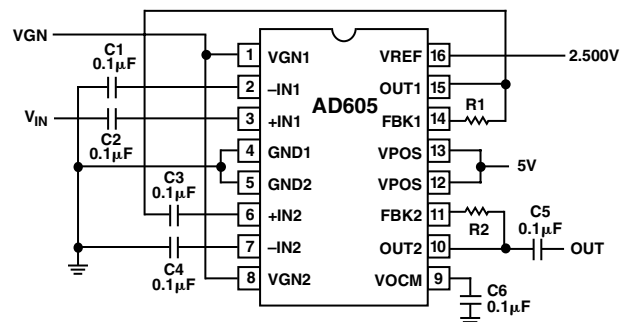 VGN
C1
0.1µF
VIN
C2
0.1µF
C3
0.1µF
C4
0.1µF
AD605
1 VGN1
2 –IN1
3 +IN1
4 GND1
5 GND2
6 +IN2
7 –IN2
8 VGN2
VREF 16
OUT1 15
FBK1 14
VPOS 13
VPOS 12
FBK2 11
OUT2 10
VOCM 9
2.500V
R1
5V
R2
C5
0.1µF
OUT
C6
0.1µF